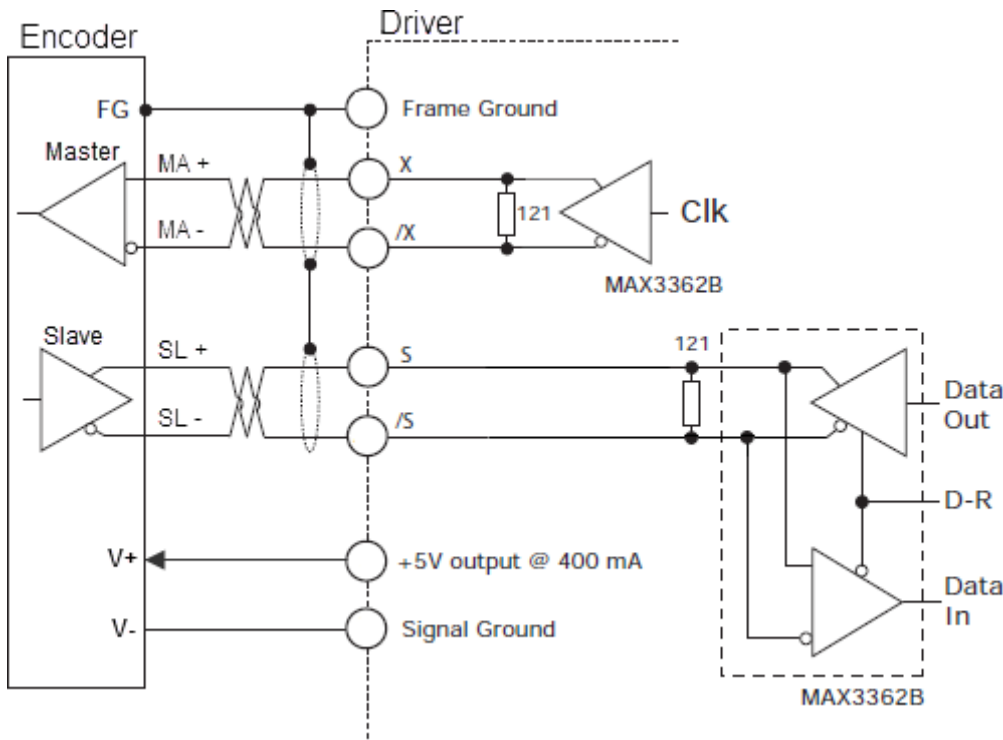 Driver
Encoder
FG
Frame Ground
Master
MA +
X
121
Clk
MA -
/X
MAX3362B
Slave
SL +
S
121
Data
Out
SL -
/S
D-R
V+
+5V output @ 400 mA
Data
In
V-
Signal Ground
MAX3362B